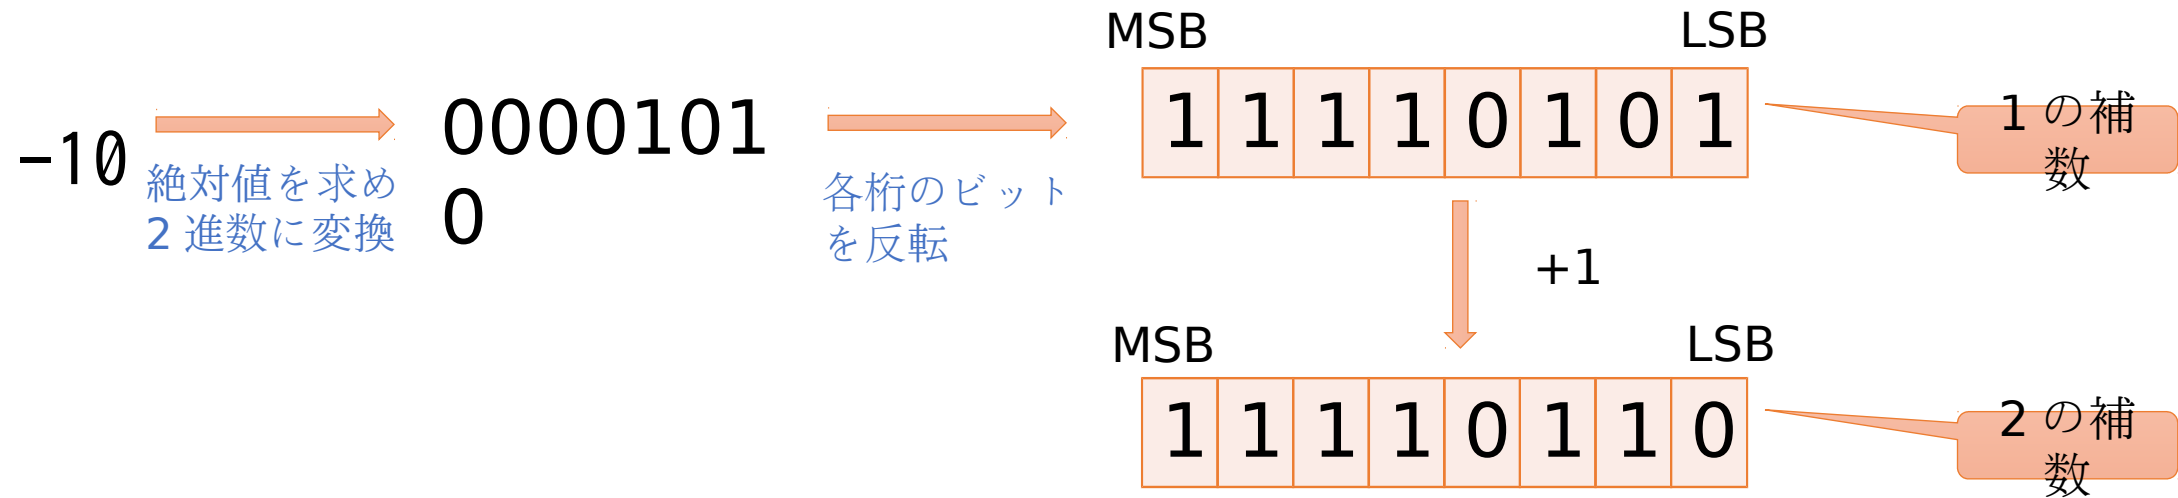 -10
絶対値を求め
2 進数に変換
0000101
0
各桁のビット
を反転
MSB
LSB
1 1 1 1 0 1 0 1
1 の補
数
+1
MSB
LSB
1 1 1 1 0 1 1 0
2 の補
数